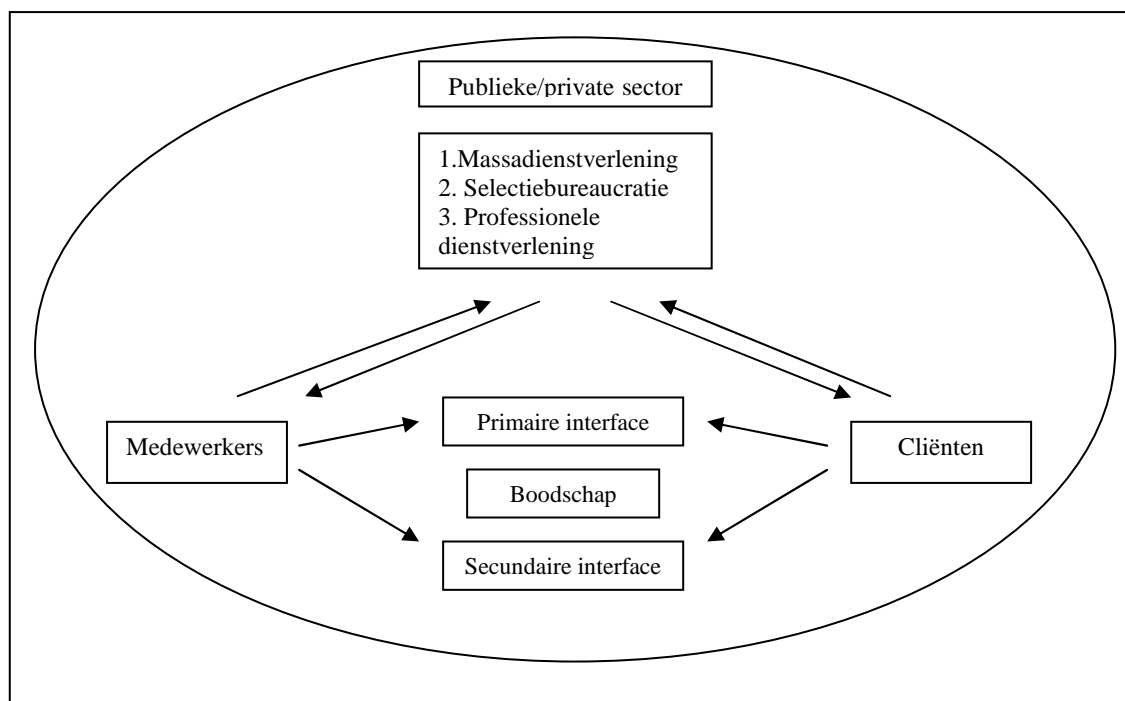 Publieke/private sector
1.Massadienstverlening
2. Selectiebureaucratie
3. Professionele
dienstverlening
Primaire interface
Medewerkers
Cliënten
Boodschap
Secundaire interface